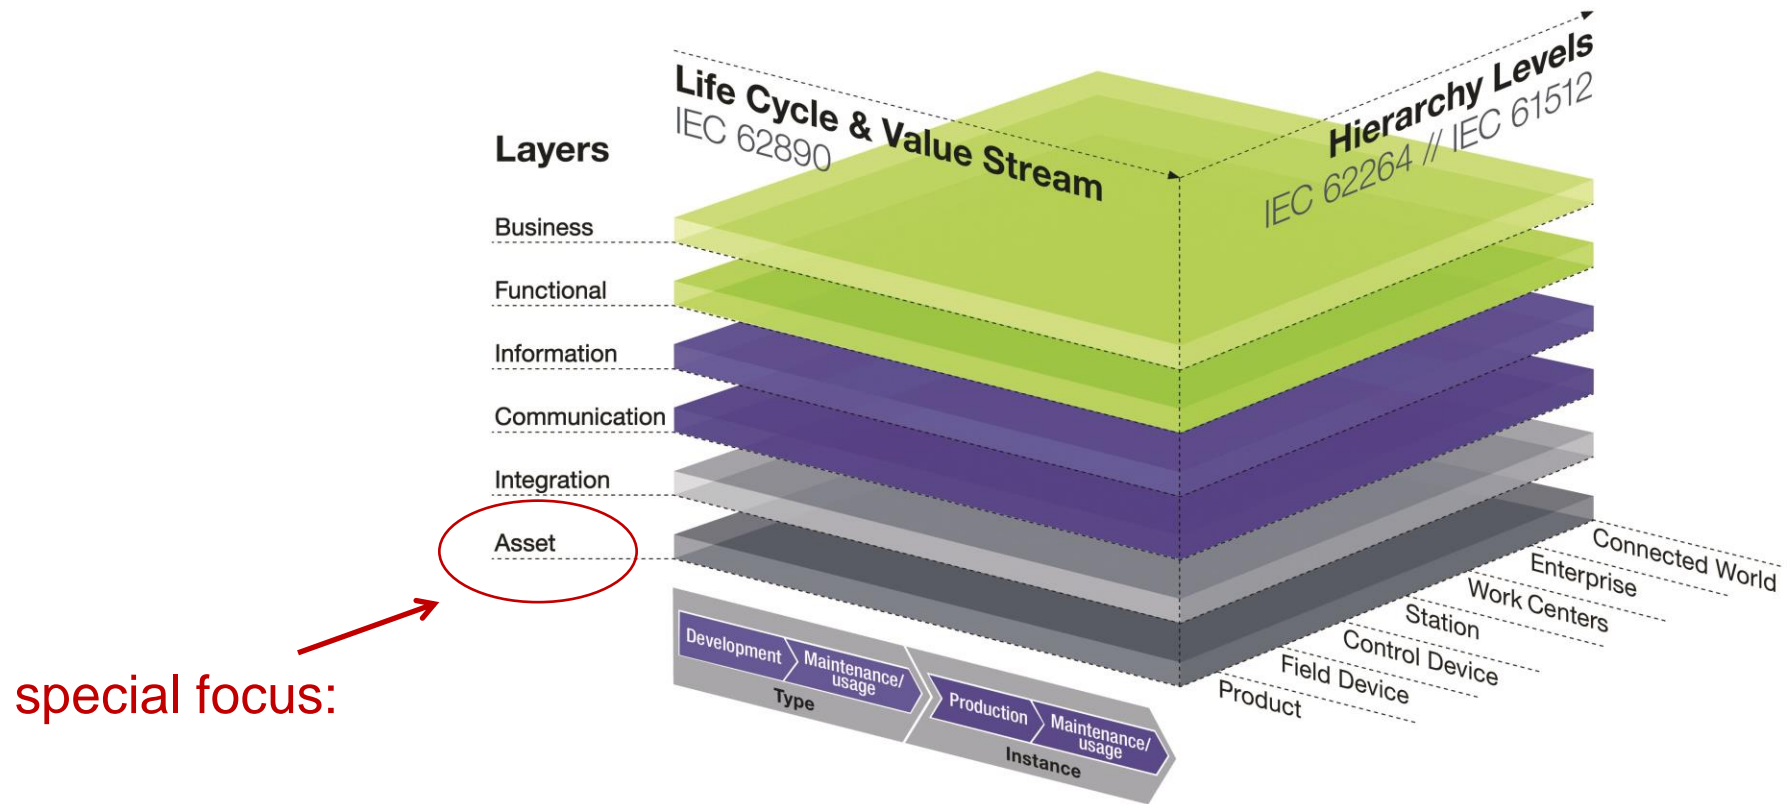 Life Cycle & Value Stream
IEC 62890
Hierarchy Levels
IEC 62264 // IEC 61512
Layers
Business
Functional
Information
Communication
Integration
Asset
special focus:
Development
Maintenance/
usage
Type
Production
Maintenance/
usage
Instance
Connected World
Enterprise
Work Centers
Station
Control Device
Field Device
Product